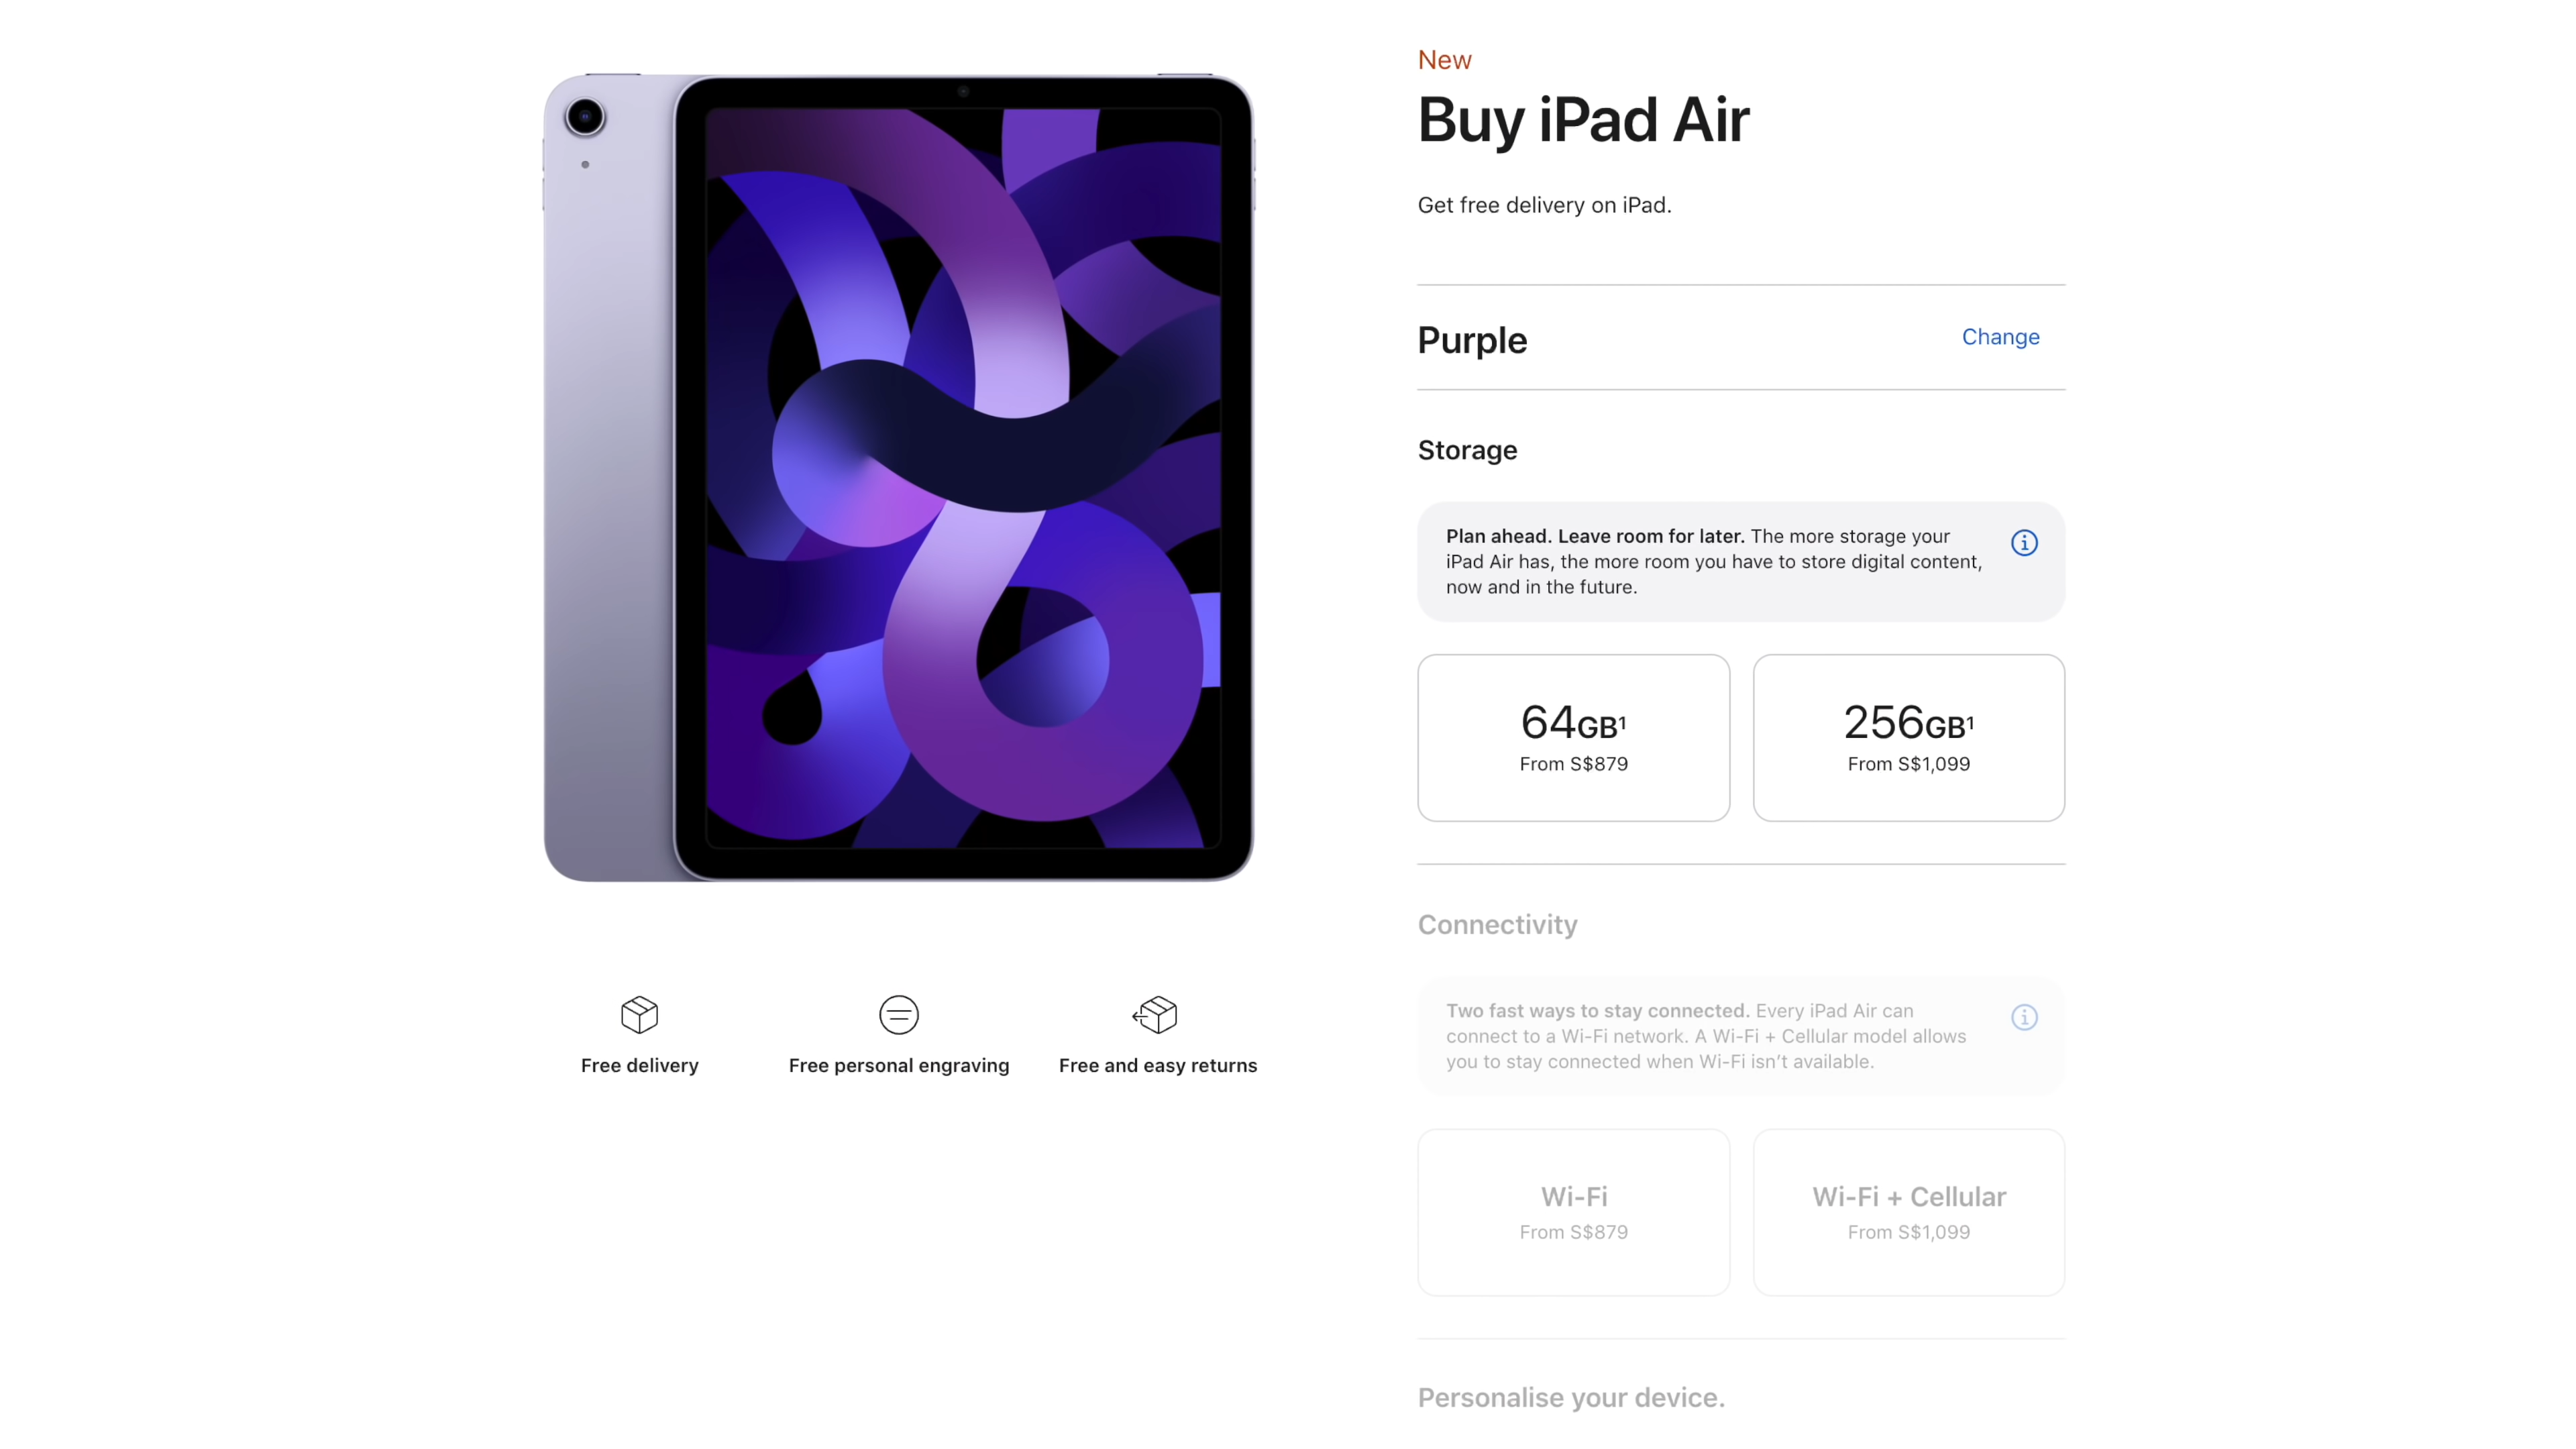 New
Buy iPad Air
Get free delivery on iPad.
Purple
Change
Storage
Plan ahead. Leave room for later. The more storage your
iPad Air has, the more room you have to store digital content,
now and in the future.
64GB¹
From S$879
256GB¹
From S$1,099
Connectivity
Two fast ways to stay connected. Every iPad Air can
connect to a Wi-Fi network. A Wi-Fi + Cellular model allows
you to stay connected when Wi-Fi isn’t available.
Wi-Fi
From S$879
Wi-Fi + Cellular
From S$1,099
Personalise your device.
Free delivery
Free personal engraving
Free and easy returns